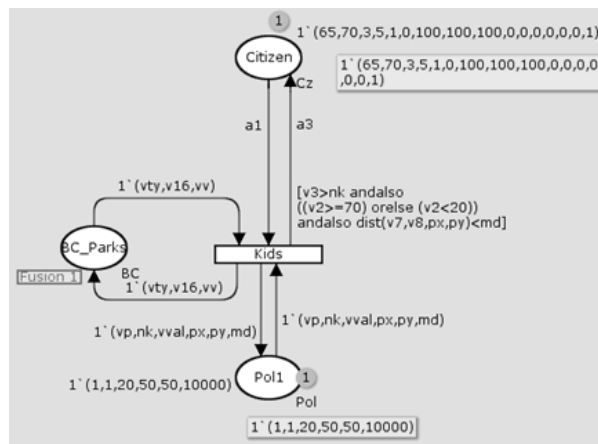 1
1`(65,70,3,5,1,0,100,100,100,0,0,0,0,0,0,1)
Citizen
1`(65,70,3,5,1,0,100,100,100,0,0,0,0
,0,0,1)
Cz
a1
a3
[v3>nk andalso
((v2>=70) orelse (v2<20))
andalso dist(v7,v8,px,py)<md]
1`(vty,v16,vv)
BC_Parks
Kids
BC
Fusion 1
1`(vty,v16,vv)
1`(vp,nk,vval,px,py,md)
1`(vp,nk,vval,px,py,md)
1`(1,1,20,50,50,10000)
Pol1
1
Pol
1`(1,1,20,50,50,10000)